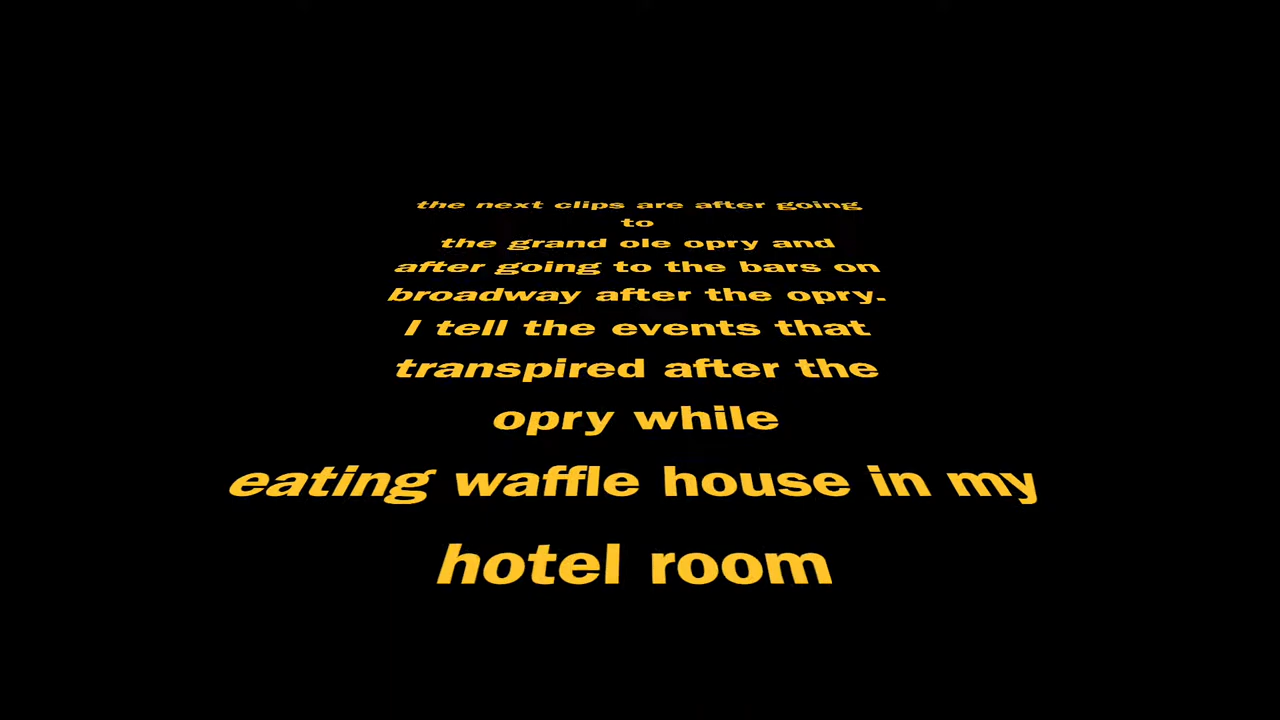 the next clips are after going
to
the grand ole opry and
after going to the bars on
broadway after the opry.
I tell the events that
transpired after the
opry while
eating waffle house in my
hotel room